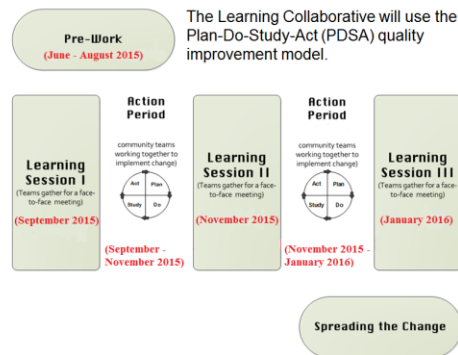 Pre-Work
(June - August 2015)
The Learning Collaborative will use the
Plan-Do-Study-Act (PDSA) quality
improvement model.
Learning
Session I
(Teams gather for a face-
to-face meeting)
(September 2015)
Action
Period
community teams
working together to
implement change)
Act
Plan
Study
Do
(September -
November 2015)
Learning
Session II
(Teams gather for a face-
to-face meeting)
(November 2015)
Action
Period
community teams
working together to
implement change)
Act
Plan
Study
Do
(November 2015 -
January 2016)
Learning
Session III
(Teams gather for a face-
to-face meeting)
(January 2016)
Spreading the Change